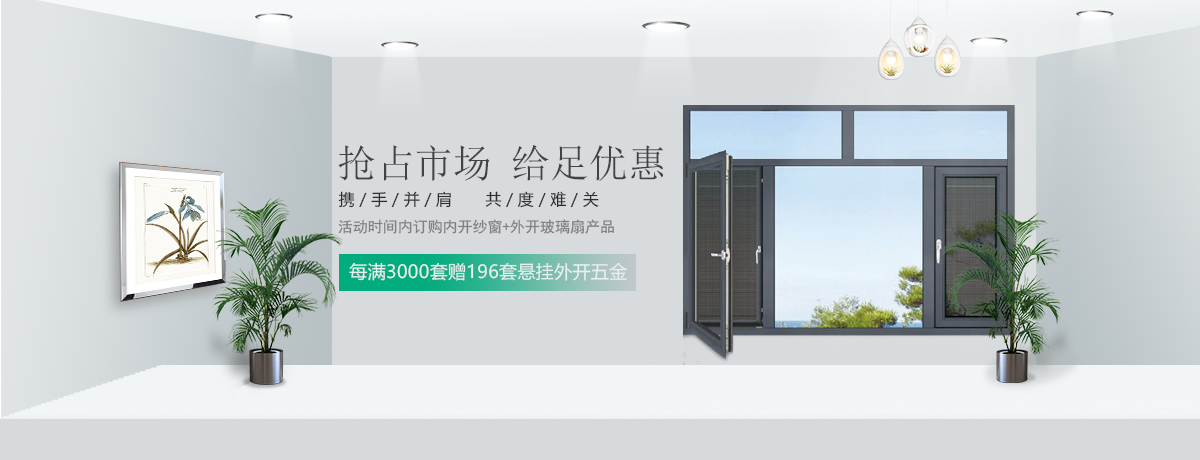 抢占市场 给足优惠
携/手/并/肩 共/度/难/关
活动时间内订购内开纱窗+外开玻璃扇产品
每满3000套赠196套悬挂外开五金